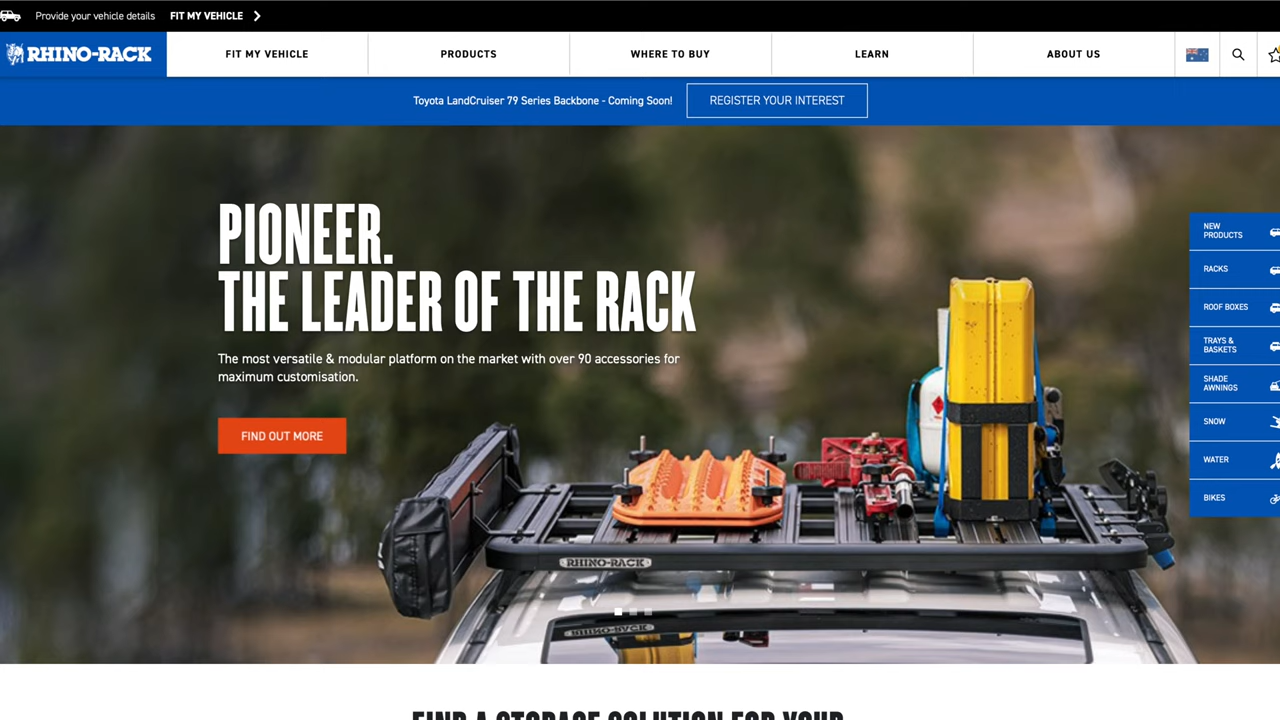 Provide your vehicle details FIT MY VEHICLE
RHINO-RACK
FIT MY VEHICLE
PRODUCTS
WHERE TO BUY
LEARN
ABOUT US
Toyota LandCruiser 79 Series Backbone - Coming Soon!
REGISTER YOUR INTEREST
PIONEER.
THE LEADER OF THE RACK
The most versatile & modular platform on the market with over 90 accessories for
maximum customisation.
FIND OUT MORE
NEW
PRODUCTS
RACKS
ROOF BOXES
TRAYS &
BASKETS
SHADE
AWNINGS
SNOW
WATER
BIKES
RHINO-RACK
FIND A STORAGE SOLUTION FOR YOUR